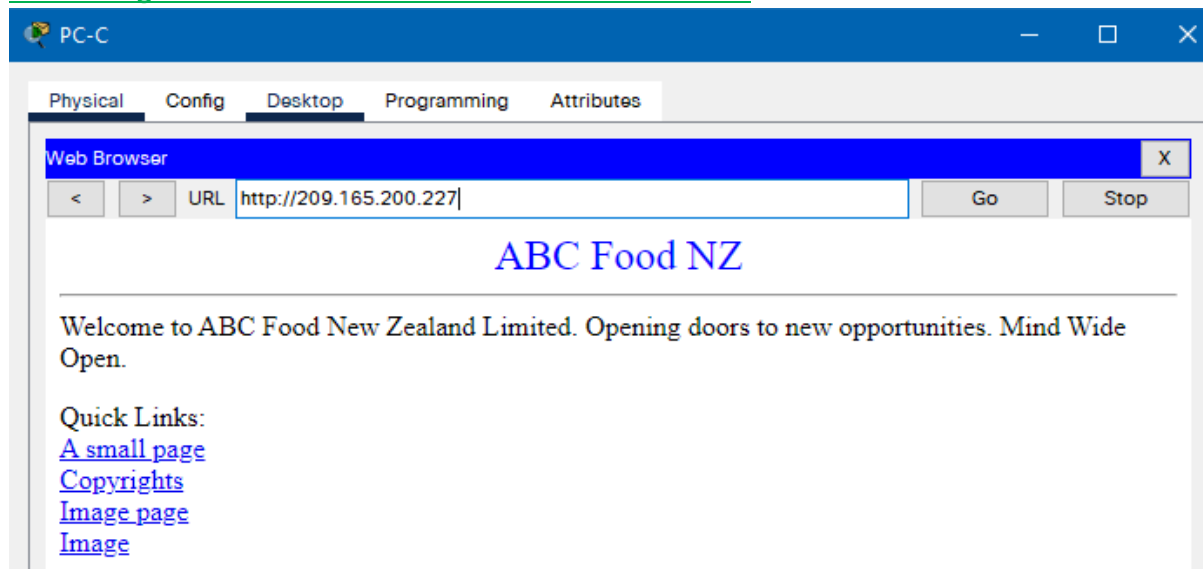 PC-C
Physical Config Desktop Programming Attributes
Web Browser X
< > URL http://209.165.200.227 Go Stop
ABC Food NZ
Welcome to ABC Food New Zealand Limited. Opening doors to new opportunities. Mind Wide
Open.
Quick Links:
A small page
Copyrights
Image page
Image